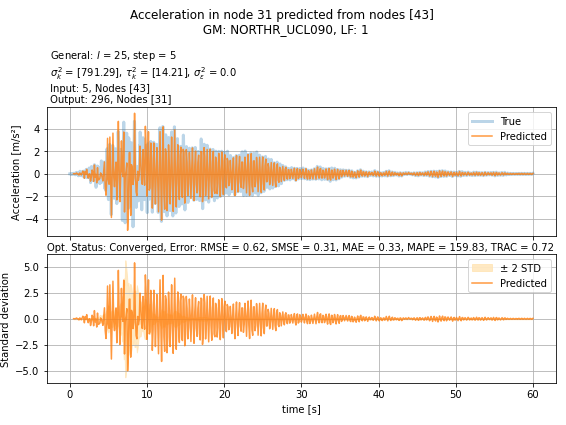 Acceleration in node 31 predicted from nodes [43]
GM: NORTHR_UCL090, LF: 1
General: l = 25, step = 5
σ²ₖ = [791.29], τ²ₖ = [14.21], σ²ε = 0.0
Input: 5, Nodes [43]
Output: 296, Nodes [31]
True
Predicted
Acceleration [m/s²]
4
2
0
−2
−4
Opt. Status: Converged, Error: RMSE = 0.62, SMSE = 0.31, MAE = 0.33, MAPE = 159.83, TRAC = 0.72
± 2 STD
Predicted
Standard deviation
5.0
2.5
0.0
−2.5
−5.0
0 10 20 30 40 50 60
time [s]